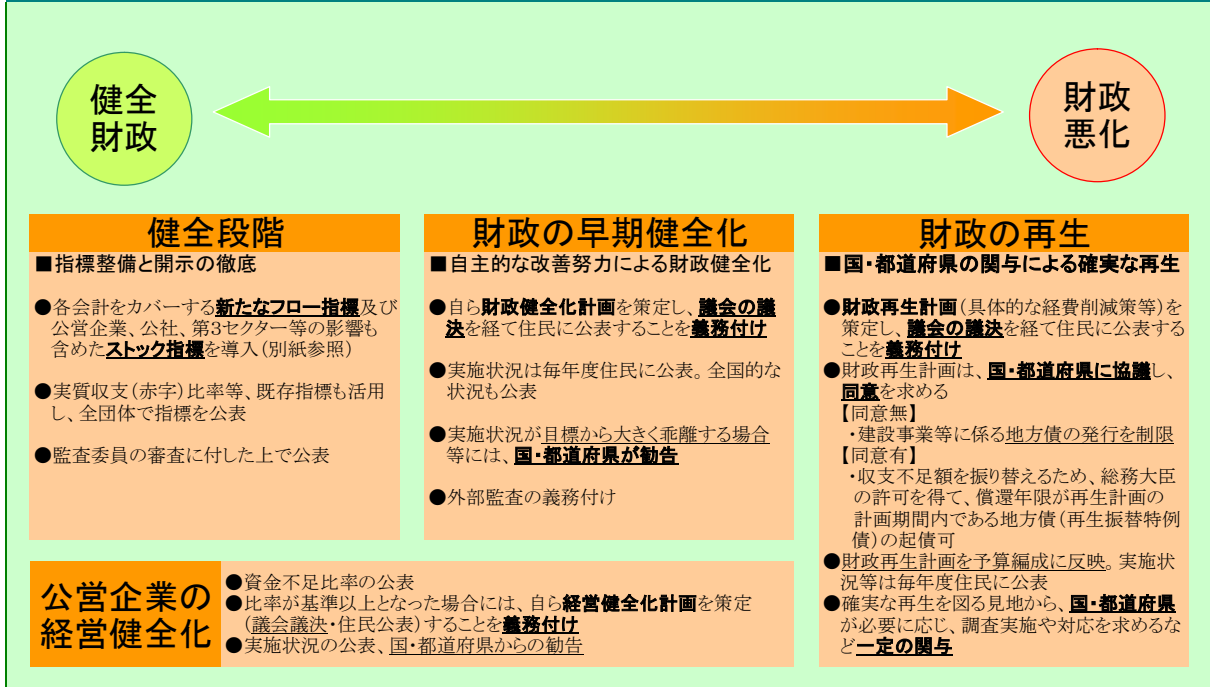 健全
財政
財政
悪化
健全段階
■指標整備と開示の徹底
●各会計をカバーする新たなフロー指標及び
公営企業、公社、第3セクター等の影響も
含めたストック指標を導入(別紙参照)
●実質収支(赤字)比率等、既存指標も活用
し、全団体で指標を公表
●監査委員の審査に付した上で公表
財政の早期健全化
■自主的な改善努力による財政健全化
●自ら財政健全化計画を策定し、議会の議
決を経て住民に公表することを義務付け
●実施状況は毎年度住民に公表。全国的な
状況も公表
●実施状況が目標から大きく乖離する場合
等には、国・都道府県が勧告
●外部監査の義務付け
財政の再生
■国・都道府県の関与による確実な再生
●財政再生計画(具体的な経費削減策等)を
策定し、議会の議決を経て住民に公表する
ことを義務付け
●財政再生計画は、国・都道府県に協議し、
同意を求める
【同意無】
・建設事業等に係る地方債の発行を制限
【同意有】
・収支不足額を振り替えるため、総務大臣
の許可を得て、償還年限が再生計画の
計画期間内である地方債(再生振替特例
債)の起債可
●財政再生計画を予算編成に反映。実施状
況等は毎年度住民に公表
●確実な再生を図る見地から、国・都道府県
が必要に応じ、調査実施や対応を求めるな
ど一定の関与
公営企業の
経営健全化
●資金不足比率の公表
●比率が基準以上となった場合には、自ら経営健全化計画を策定
(議会議決・住民公表)することを義務付け
●実施状況の公表、国・都道府県からの勧告